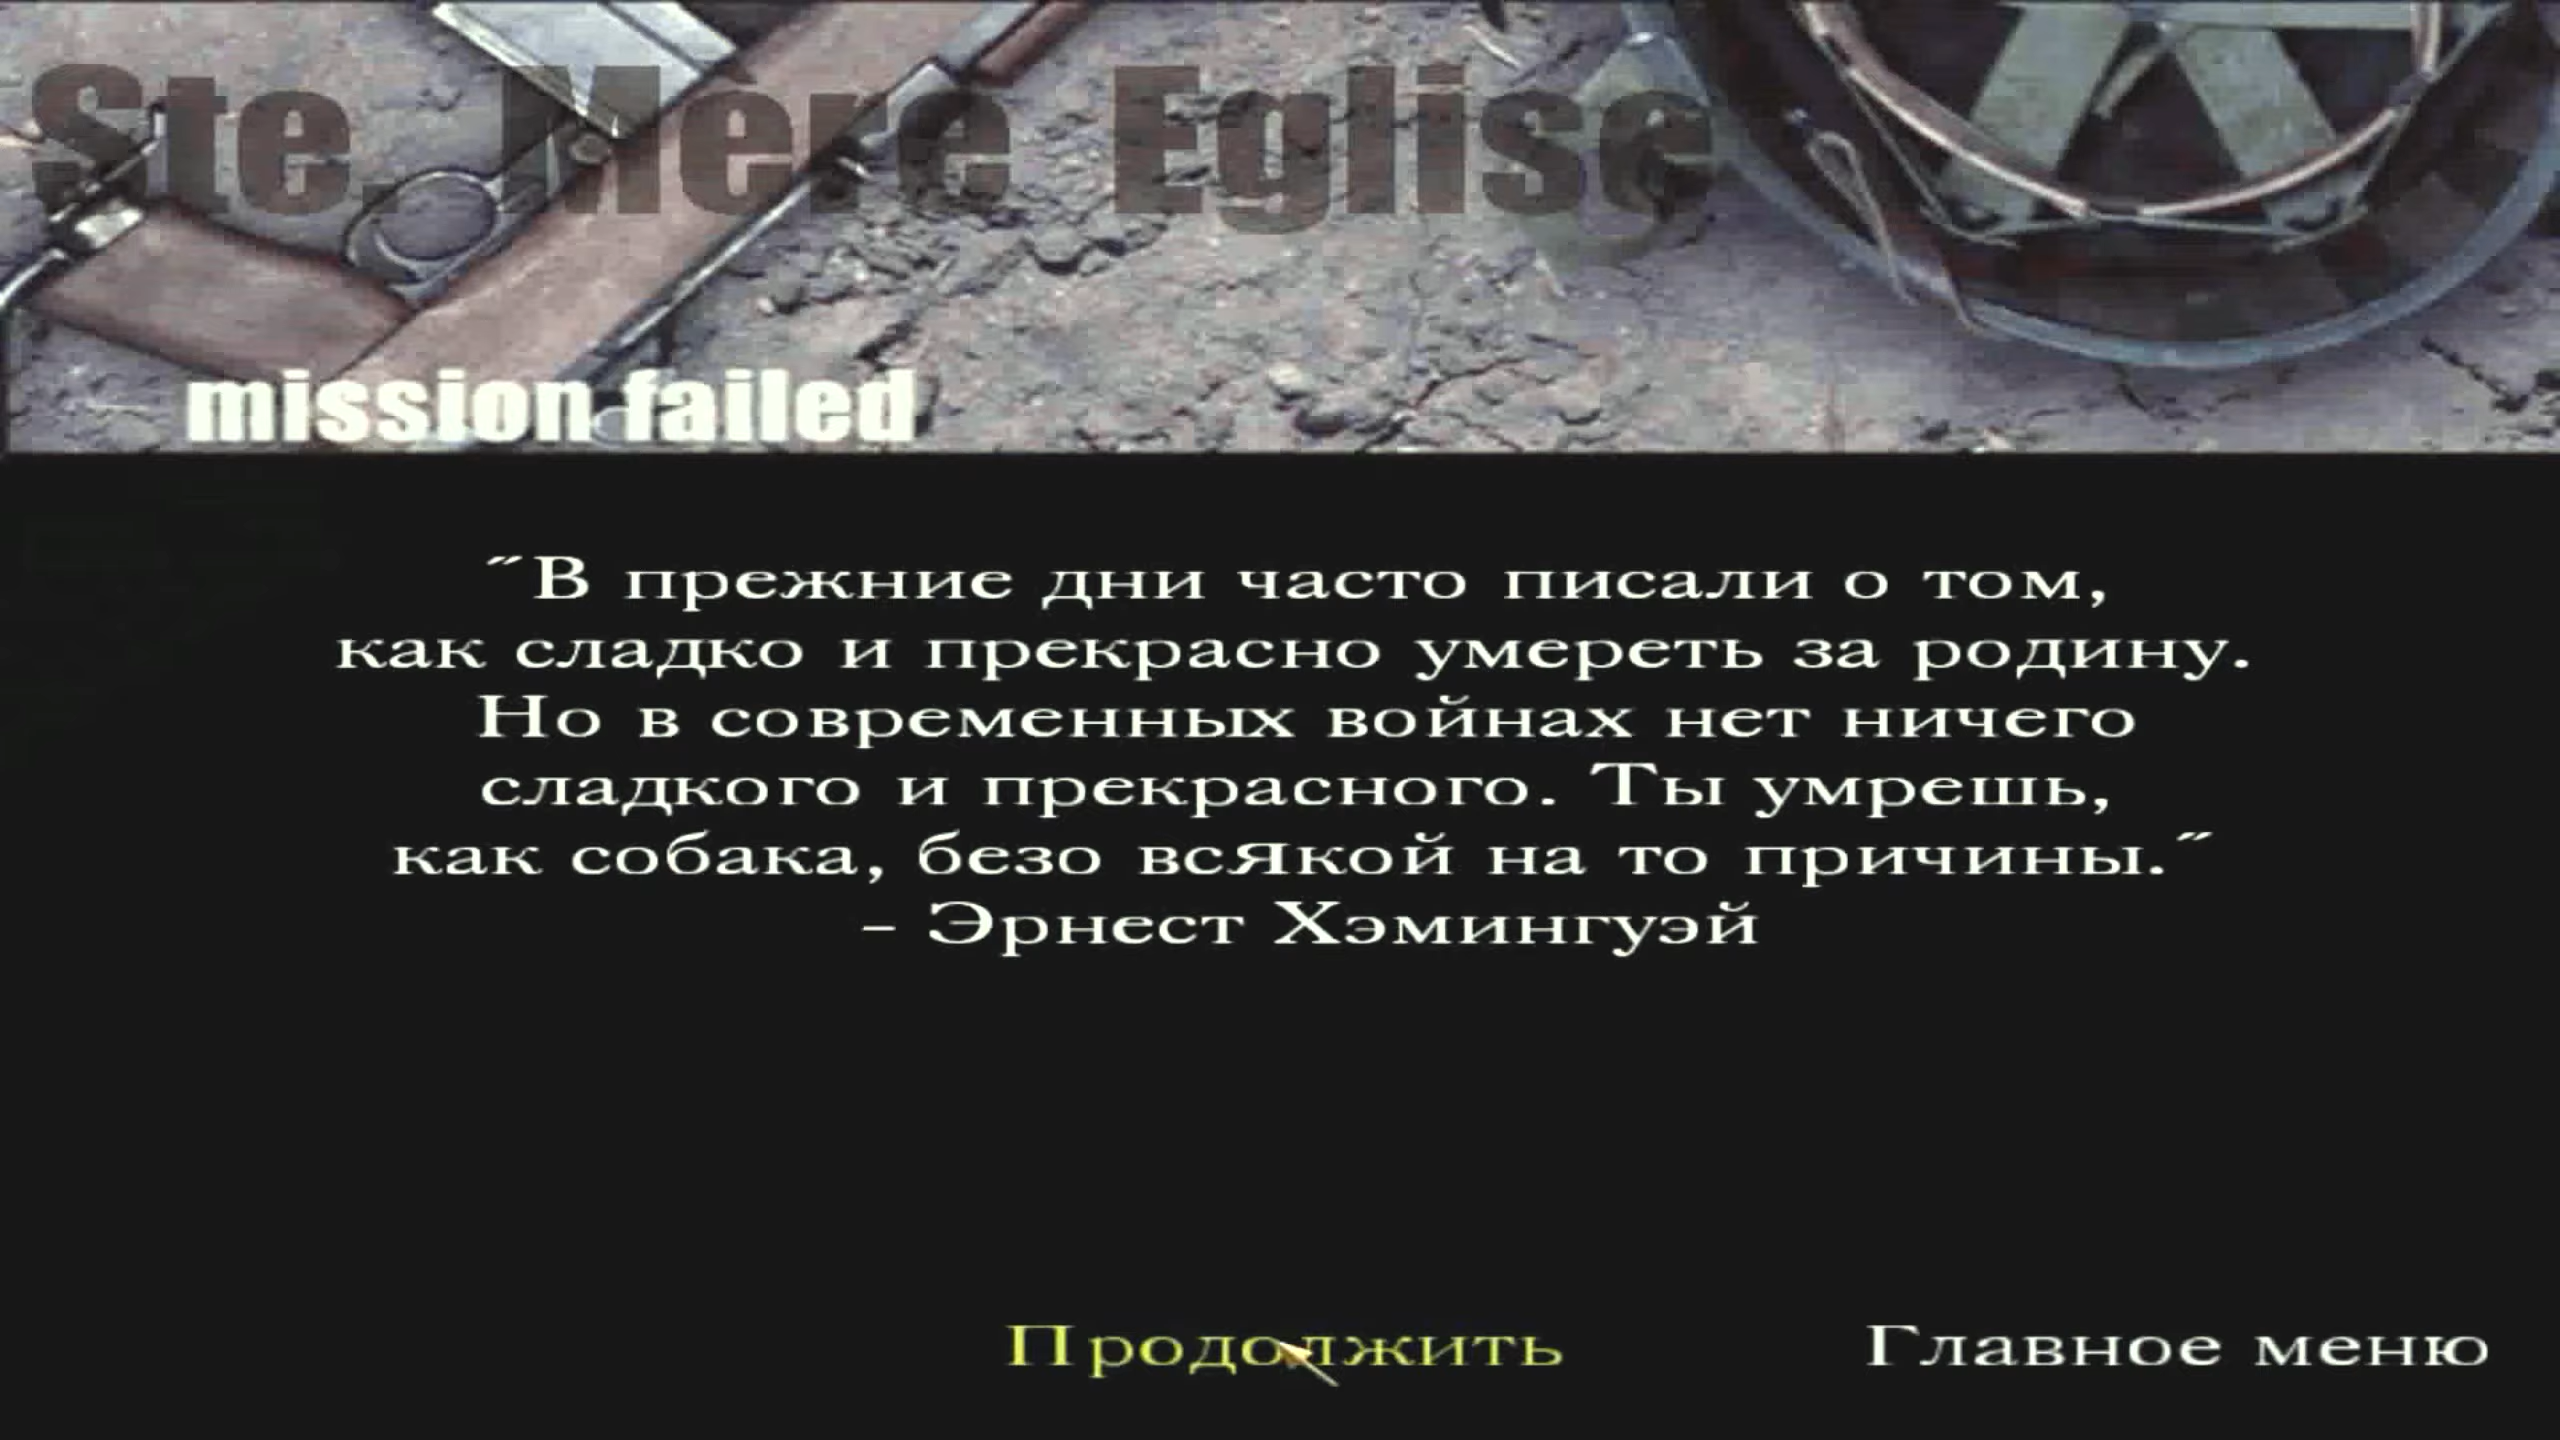 Ste. Mère Eglise
mission failed
˝В прежние дни часто писали о том,
как сладко и прекрасно умереть за родину.
Но в современных войнах нет ничего
сладкого и прекрасного. Ты умрешь,
как собака, безо всЯкой на то причины.˝
– Эрнест Хэмингуэй
Продолжить
Главное меню